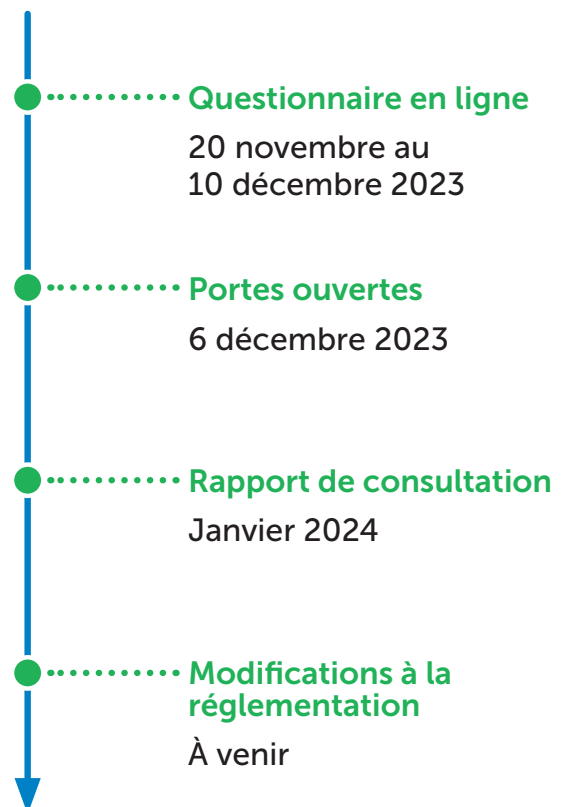 Questionnaire en ligne
20 novembre au
10 décembre 2023
Portes ouvertes
6 décembre 2023
Rapport de consultation
Janvier 2024
Modifications à la
réglementation
À venir